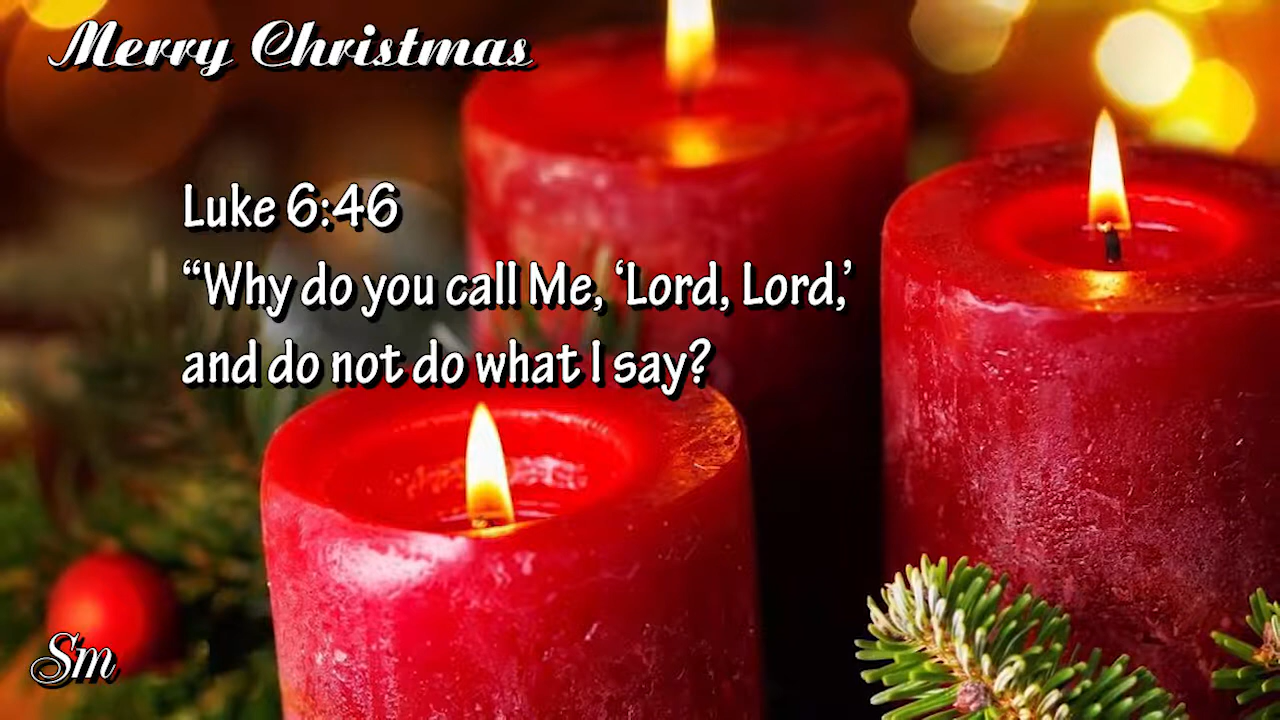 Merry Christmas
Luke 6:46
“Why do you call Me, ‘Lord, Lord,’
and do not do what I say?
Sm